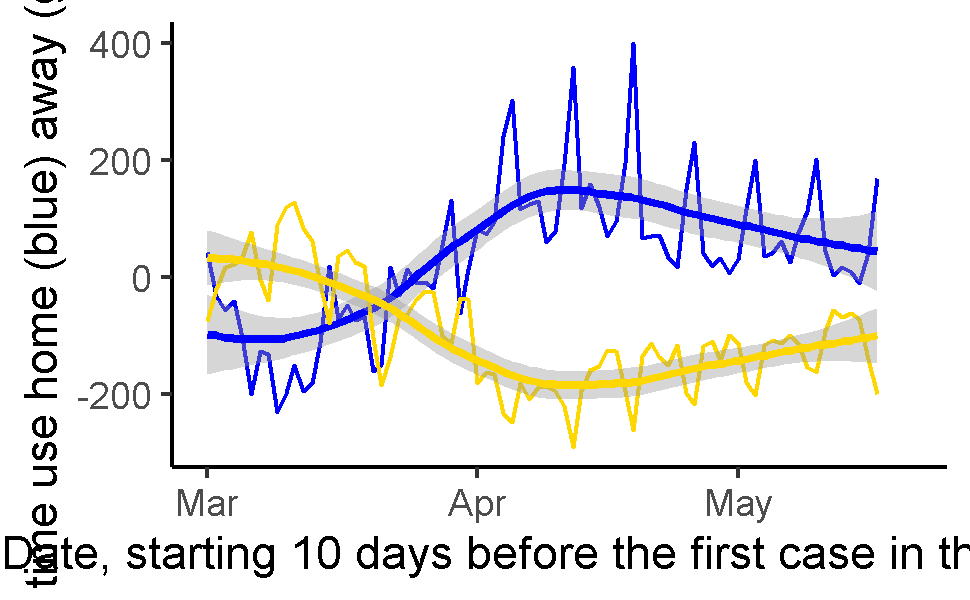 time use home (blue) away (
400
200
0
-200
Mar
Apr
May
Date, starting 10 days before the first case in th